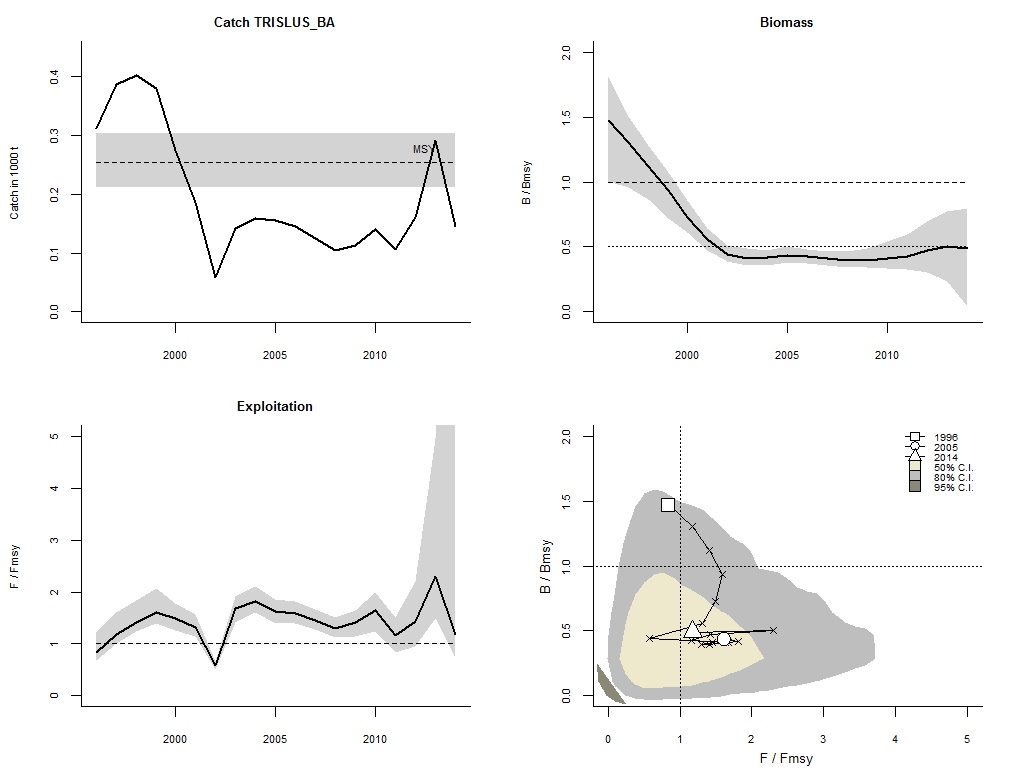 Catch TRISLUS_BA
Catch in 1000 t
0.0 0.1 0.2 0.3 0.4
MSY
2000 2005 2010
Biomass
B / Bmsy
0.0 0.5 1.0 1.5 2.0
2000 2005 2010
Exploitation
F / Fmsy
0 1 2 3 4 5
2000 2005 2010
B / Bmsy
0.0 0.5 1.0 1.5 2.0
1996
2005
2014
50% C.I.
80% C.I.
95% C.I.
0 1 2 3 4 5
F / Fmsy